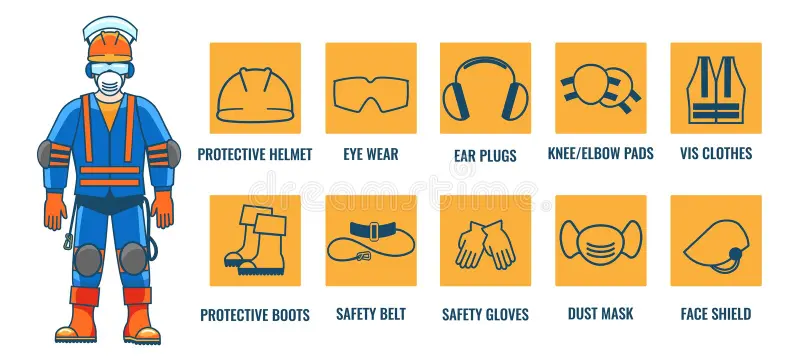 PROTECTIVE HELMET
EYE WEAR
EAR PLUGS
KNEE/ELBOW PADS
VIS CLOTHES
PROTECTIVE BOOTS
SAFETY BELT
SAFETY GLOVES
DUST MASK
FACE SHIELD
dreamstime